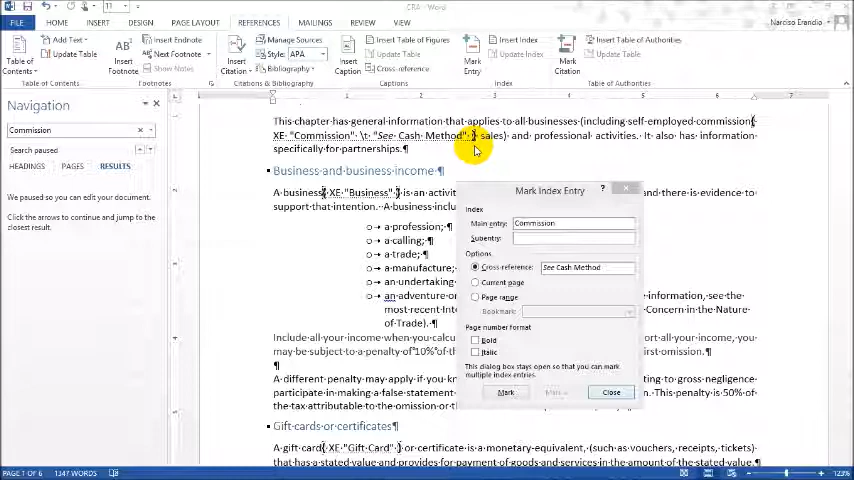 CRA - Word
11
FILE HOME INSERT DESIGN PAGE LAYOUT REFERENCES MAILINGS REVIEW VIEW
Narciso Erandio
Table of Contents
Add Text
Update Table
Insert Footnote
AB
Insert Endnote
Next Footnote
Show Notes
Insert Citation
Manage Sources
Style: APA
Bibliography
Insert Caption
Insert Table of Figures
Update Table
Cross-reference
Mark Entry
Insert Index
Update Index
Mark Citation
Insert Table of Authorities
Update Table
Table of Contents Footnotes Citations & Bibliography Captions Index Table of Authorities
Navigation
Commission
Search paused
HEADINGS PAGES RESULTS
We paused so you can edit your document.
Click the arrows to continue and jump to the
closest result.
This chapter has general information that applies to all businesses (including self-employed commission{
XE "Commission" \t "See Cash Method" } sales) and professional activities. It also has information
specifically for partnerships.¶
Business and business income ¶
A business{ XE "Business" } is an activit
and there is evidence to
support that intention. A business inclu
a profession; ¶
a calling; ¶
a trade; ¶
a manufacture; ¶
an undertaking
an adventure o
information, see the
most recent In
Concern in the Nature
of Trade). ¶
Include all your income when you calcu
ort all your income, you
may be subject to a penalty of 10% of th
irst omission.¶
¶
A different penalty may apply if you kn
ng to gross negligence
participate in making a false statement
This penalty is 50% of
the tax attributable to the omission or th
Gift cards or certificates¶
A gift card{ XE "Gift Card" } or certificate is a monetary equivalent, (such as vouchers, receipts, tickets)
that has a stated value and provides for payment of goods and services in the amount of the stated value.¶
Mark Index Entry ?
Index
Main entry: Commission
Subentry:
Options
Cross-reference: See Cash Method
Current page
Page range
Bookmark:
Page number format
Bold
Italic
This dialog box stays open so that you can mark
multiple index entries.
Mark Close
PAGE 1 OF 6 1347 WORDS
123%